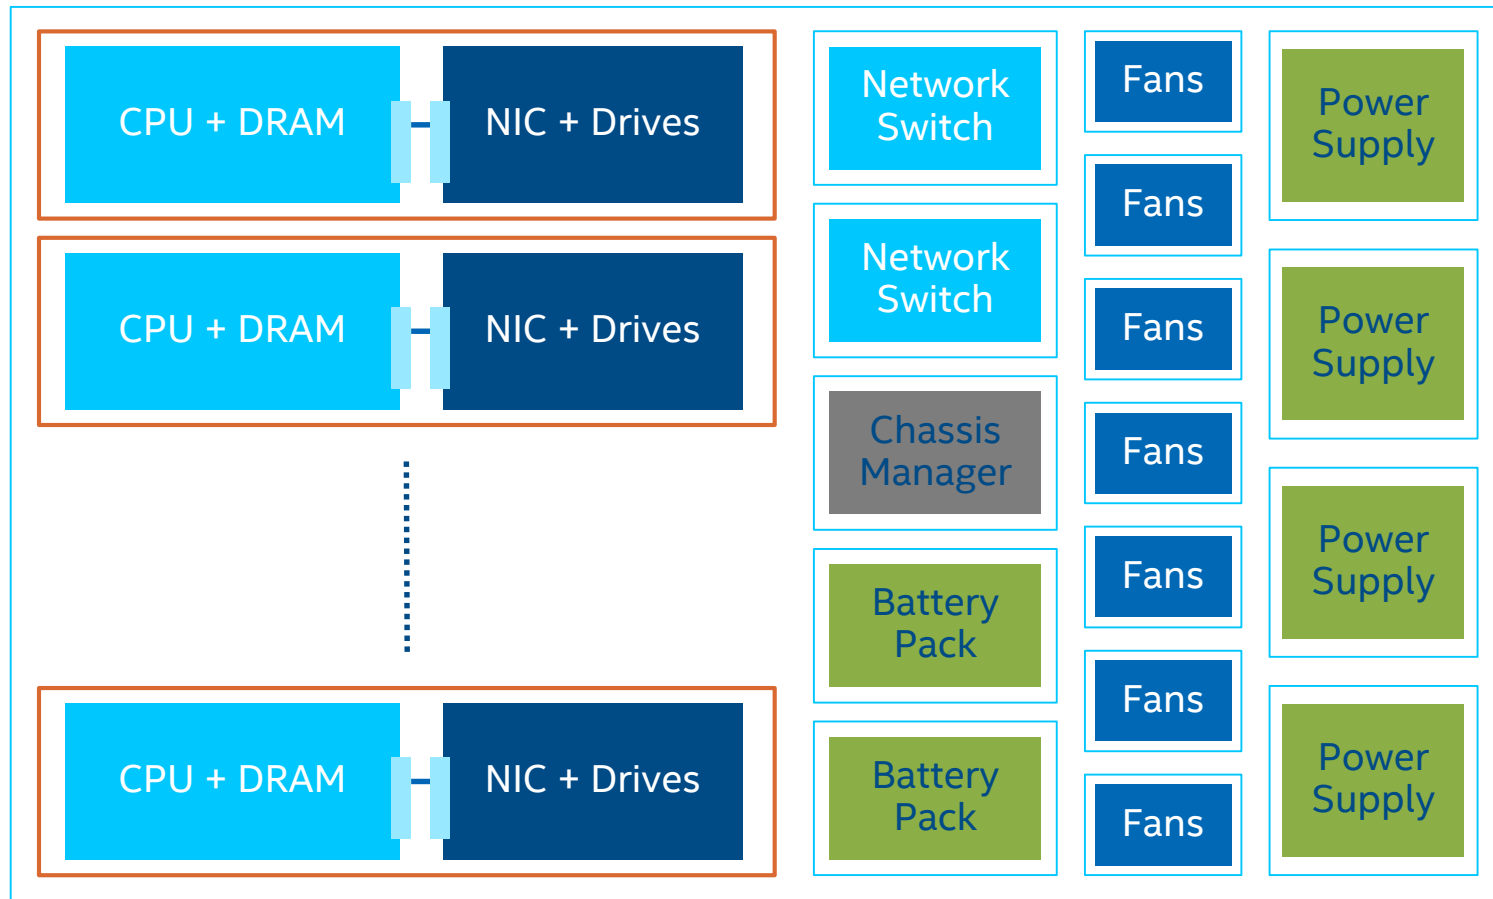 CPU + DRAM
NIC + Drives
CPU + DRAM
NIC + Drives
CPU + DRAM
NIC + Drives
Network
Switch
Network
Switch
Chassis
Manager
Battery
Pack
Battery
Pack
Fans
Fans
Fans
Fans
Fans
Fans
Fans
Power
Supply
Power
Supply
Power
Supply
Power
Supply